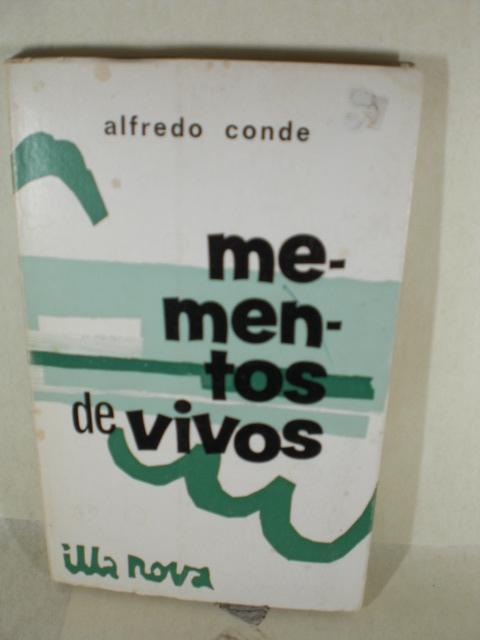 alfredo conde
me-
men-
tos
de vivos
illa nova